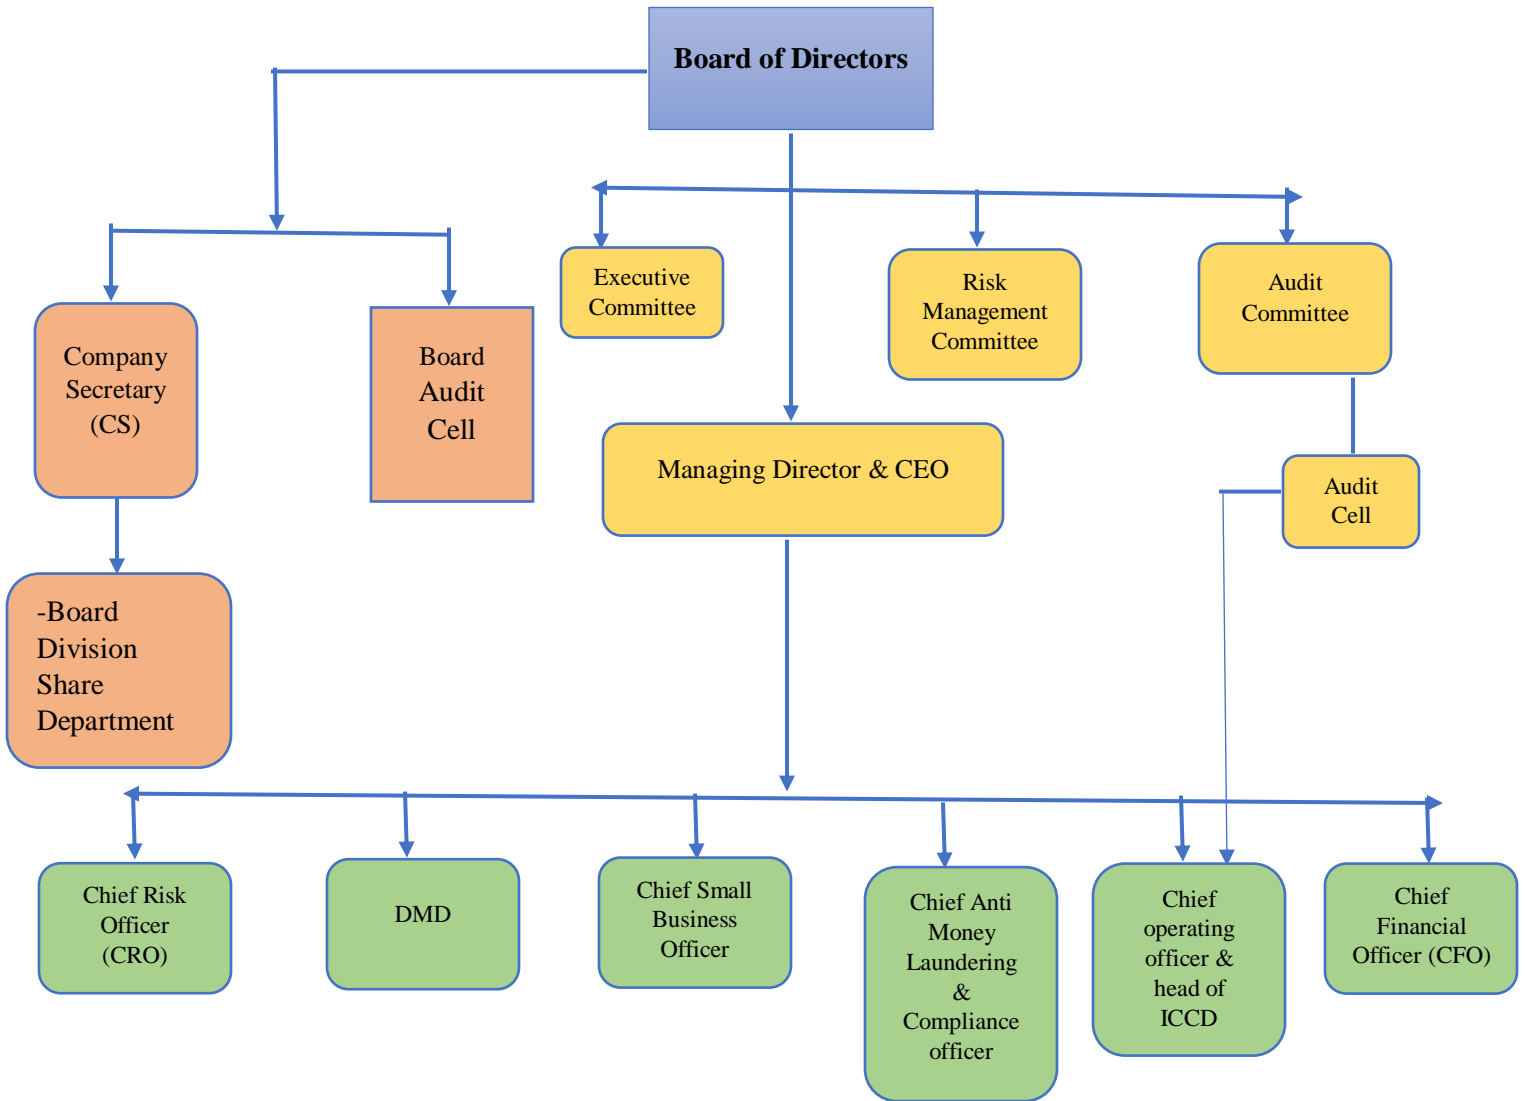 Board of Directors
Executive
Committee
Risk
Management
Committee
Audit
Committee
Company
Secretary
(CS)
Board
Audit
Cell
Managing Director & CEO
Audit
Cell
-Board
Division
Share
Department
Chief Risk
Officer
(CRO)
DMD
Chief Small
Business
Officer
Chief Anti
Money
Laundering
&
Compliance
officer
Chief
operating
officer &
head of
ICCD
Chief
Financial
Officer (CFO)